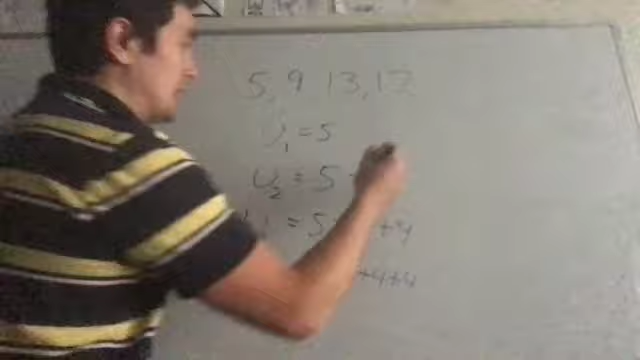 5, 9 13, 17
U₁ = 5
U₂ = 5 +
= 5 +4
+4+4